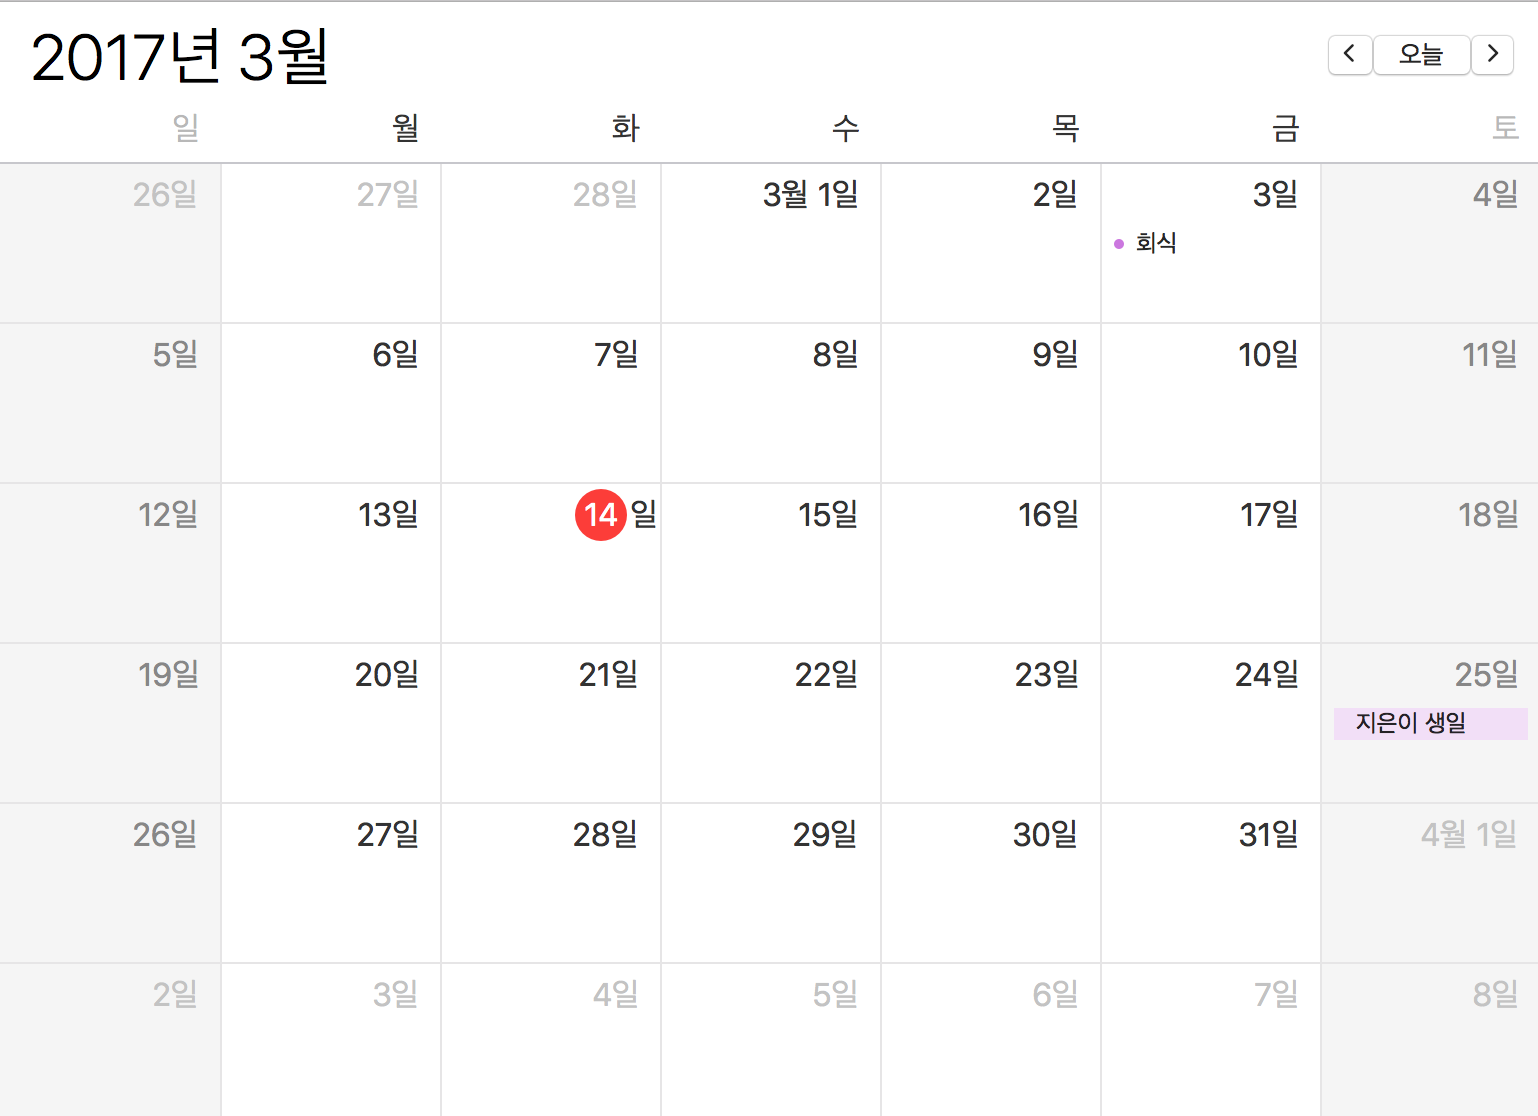 2017년 3월
오늘
일 월 화 수 목 금 토
26일 27일 28일 3월 1일 2일 3일 4일
회식
5일 6일 7일 8일 9일 10일 11일
12일 13일 14일 15일 16일 17일 18일
19일 20일 21일 22일 23일 24일 25일
지은이 생일
26일 27일 28일 29일 30일 31일 4월 1일
2일 3일 4일 5일 6일 7일 8일